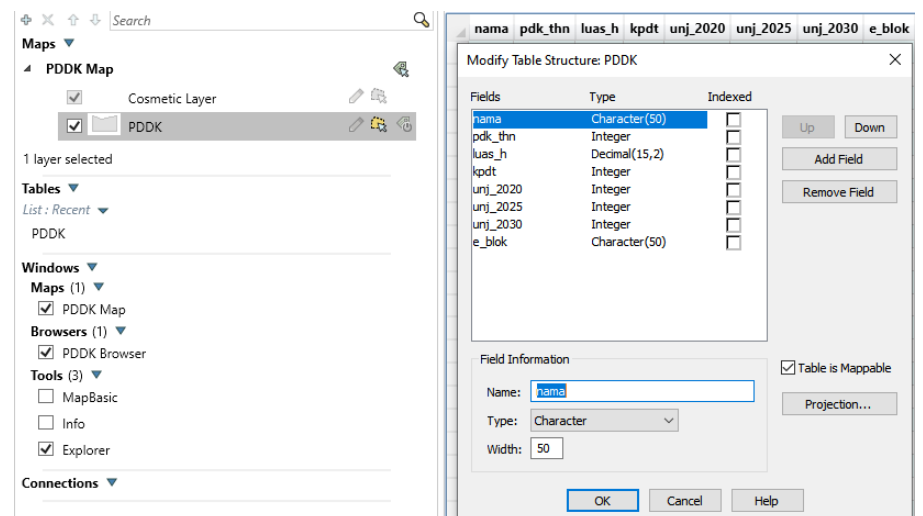 Search
Maps
PDDK Map
Cosmetic Layer
PDDK
1 layer selected
Tables
List : Recent
PDDK
Windows
Maps (1)
PDDK Map
Browsers (1)
PDDK Browser
Tools (3)
MapBasic
Info
Explorer
Connections
nama pdk_thn luas_h kpdt unj_2020 unj_2025 unj_2030 e_blok
Modify Table Structure: PDDK
Fields Type Indexed
nama Character(50)
pdk_thn Integer
luas_h Decimal(15,2)
kpdt Integer
unj_2020 Integer
unj_2025 Integer
unj_2030 Integer
e_blok Character(50)
Up Down
Add Field
Remove Field
Field Information
Name: nama
Type: Character
Width: 50
Table is Mappable
Projection...
OK Cancel Help